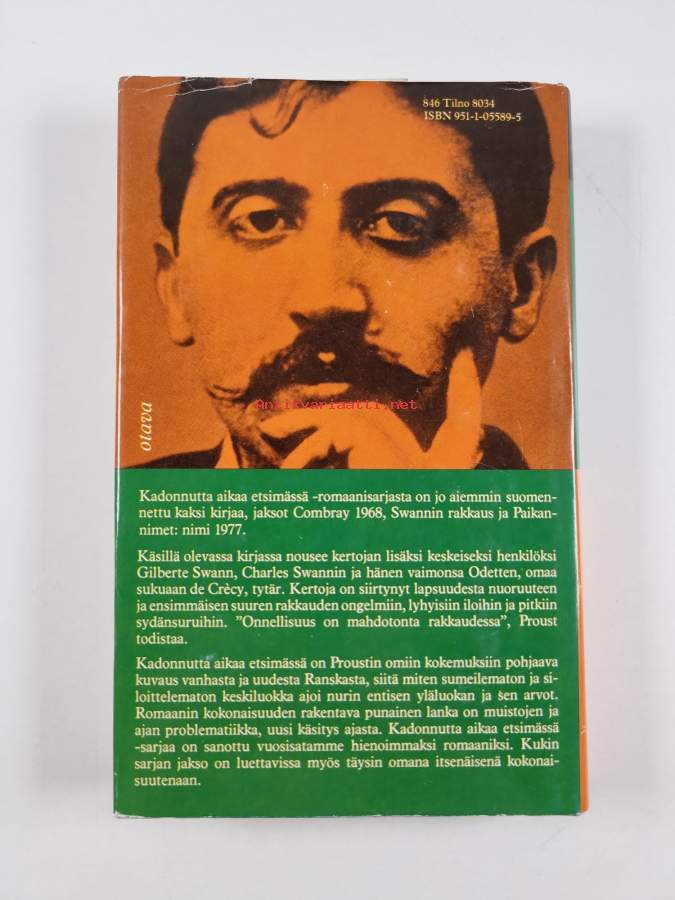 846 Tilno 8034
ISBN 951-1-05589-5
Antikvariaatti.net
otava
Kadonnutta aikaa etsimässä -romaanisarjasta on jo aiemmin suomen-
nettu kaksi kirjaa, jaksot Combray 1968, Swannin rakkaus ja Paikan-
nimet: nimi 1977.
Käsillä olevassa kirjassa nousee kertojan lisäksi keskeiseksi henkilöksi
Gilberte Swann, Charles Swannin ja hänen vaimonsa Odetten, omaa
sukuaan de Crècy, tytär. Kertoja on siirtynyt lapsuudesta nuoruuteen
ja ensimmäisen suuren rakkauden ongelmiin, lyhyisiin iloihin ja pitkiin
sydänsuruihin. ”Onnellisuus on mahdotonta rakkaudessa”, Proust
todistaa.
Kadonnutta aikaa etsimässä on Proustin omiin kokemuksiin pohjaava
kuvaus vanhasta ja uudesta Ranskasta, siitä miten sumeilematon ja si-
loittelematon keskiluokka ajoi nurin entisen yläluokan ja sen arvot.
Romaanin kokonaisuuden rakentava punainen lanka on muistojen ja
ajan problematiikka, uusi käsitys ajasta. Kadonnutta aikaa etsimässä
-sarjaa on sanottu vuosisatamme hienoimmaksi romaaniksi. Kukin
sarjan jakso on luettavissa myös täysin omana itsenäisenä kokonai-
suutenaan.